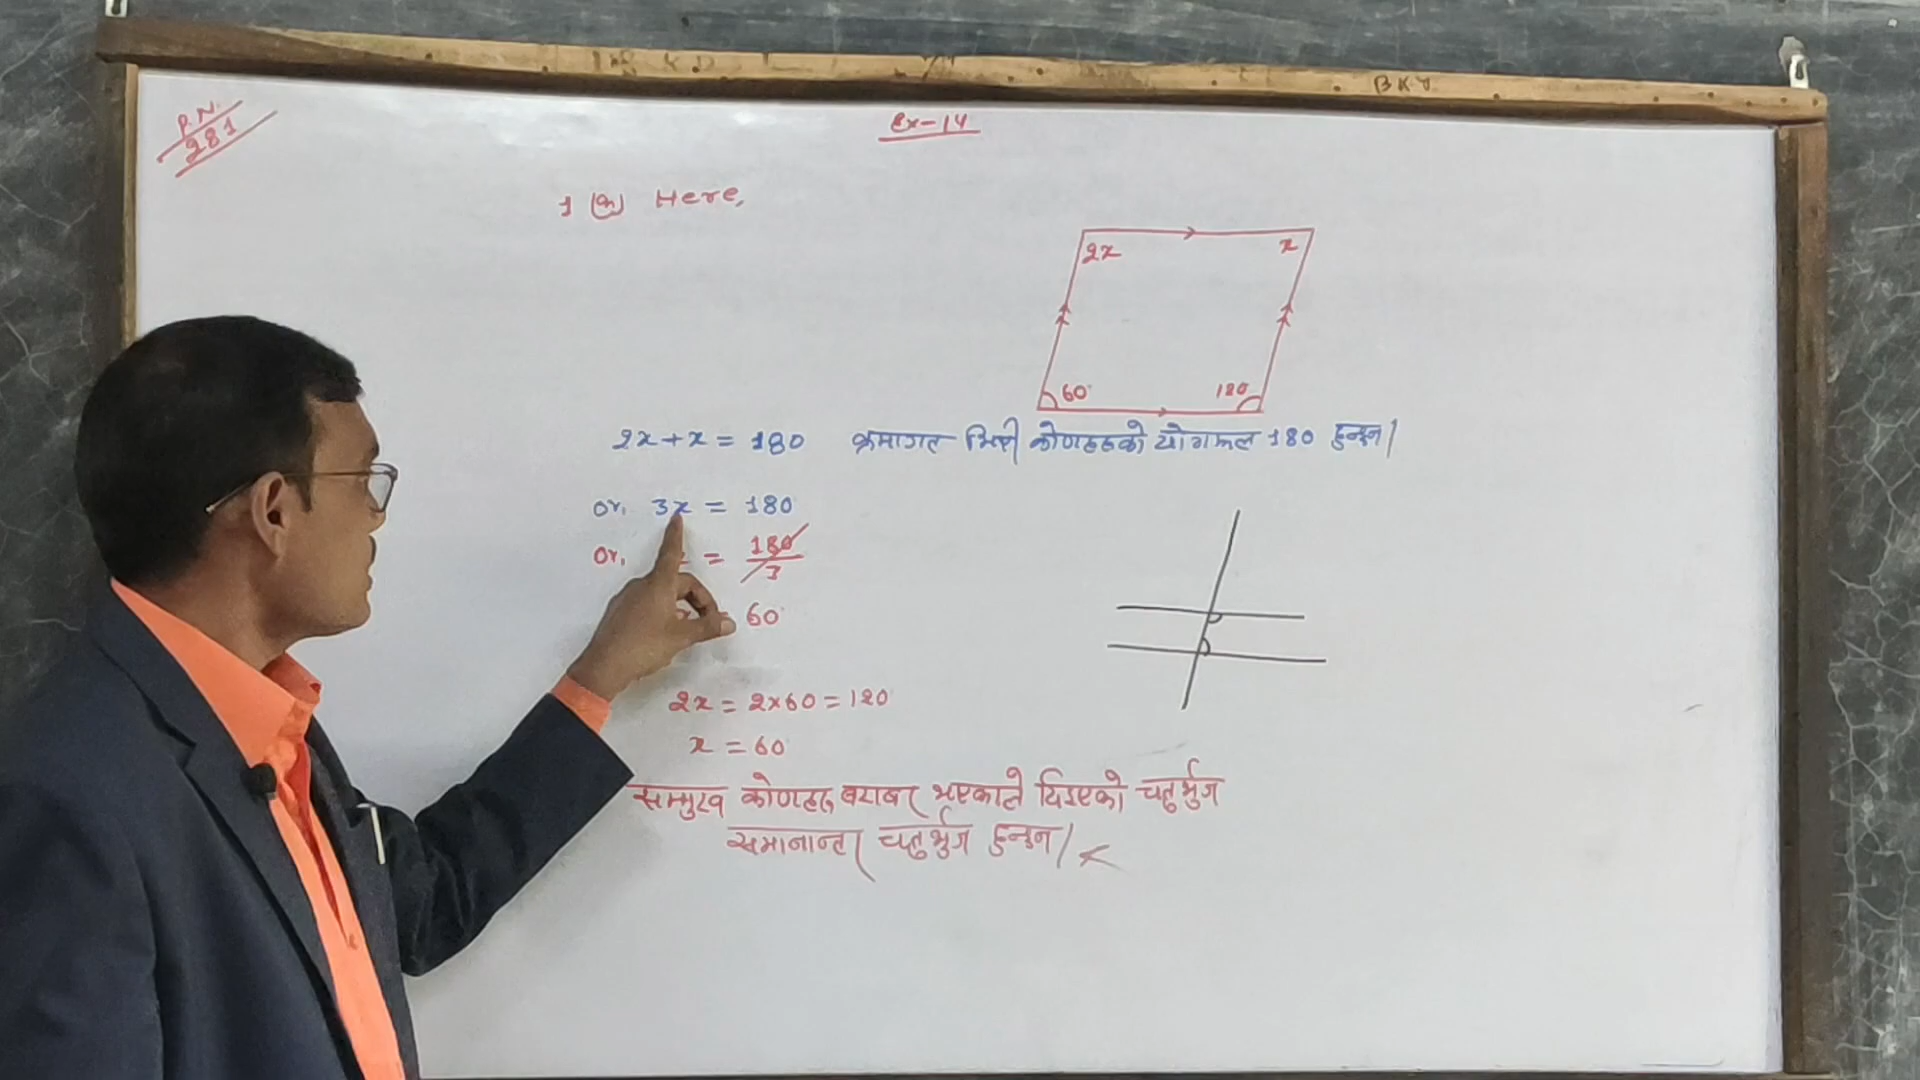 BKY
P.N.
281
Ex-14
1 (क) Here,
2x x
60° 120°
2x + x = 180 क्रमागत भित्री कोणहरुको योगफल 180 हुन्छन।
or, 3x = 180
or, = 180/3
= 60°
2x = 2×60 = 120
x = 60
सम्मुख कोणहरु बराबर भएकाले दिइएको चतुर्भुज
समानान्तर चतुर्भुज हुन्छन।